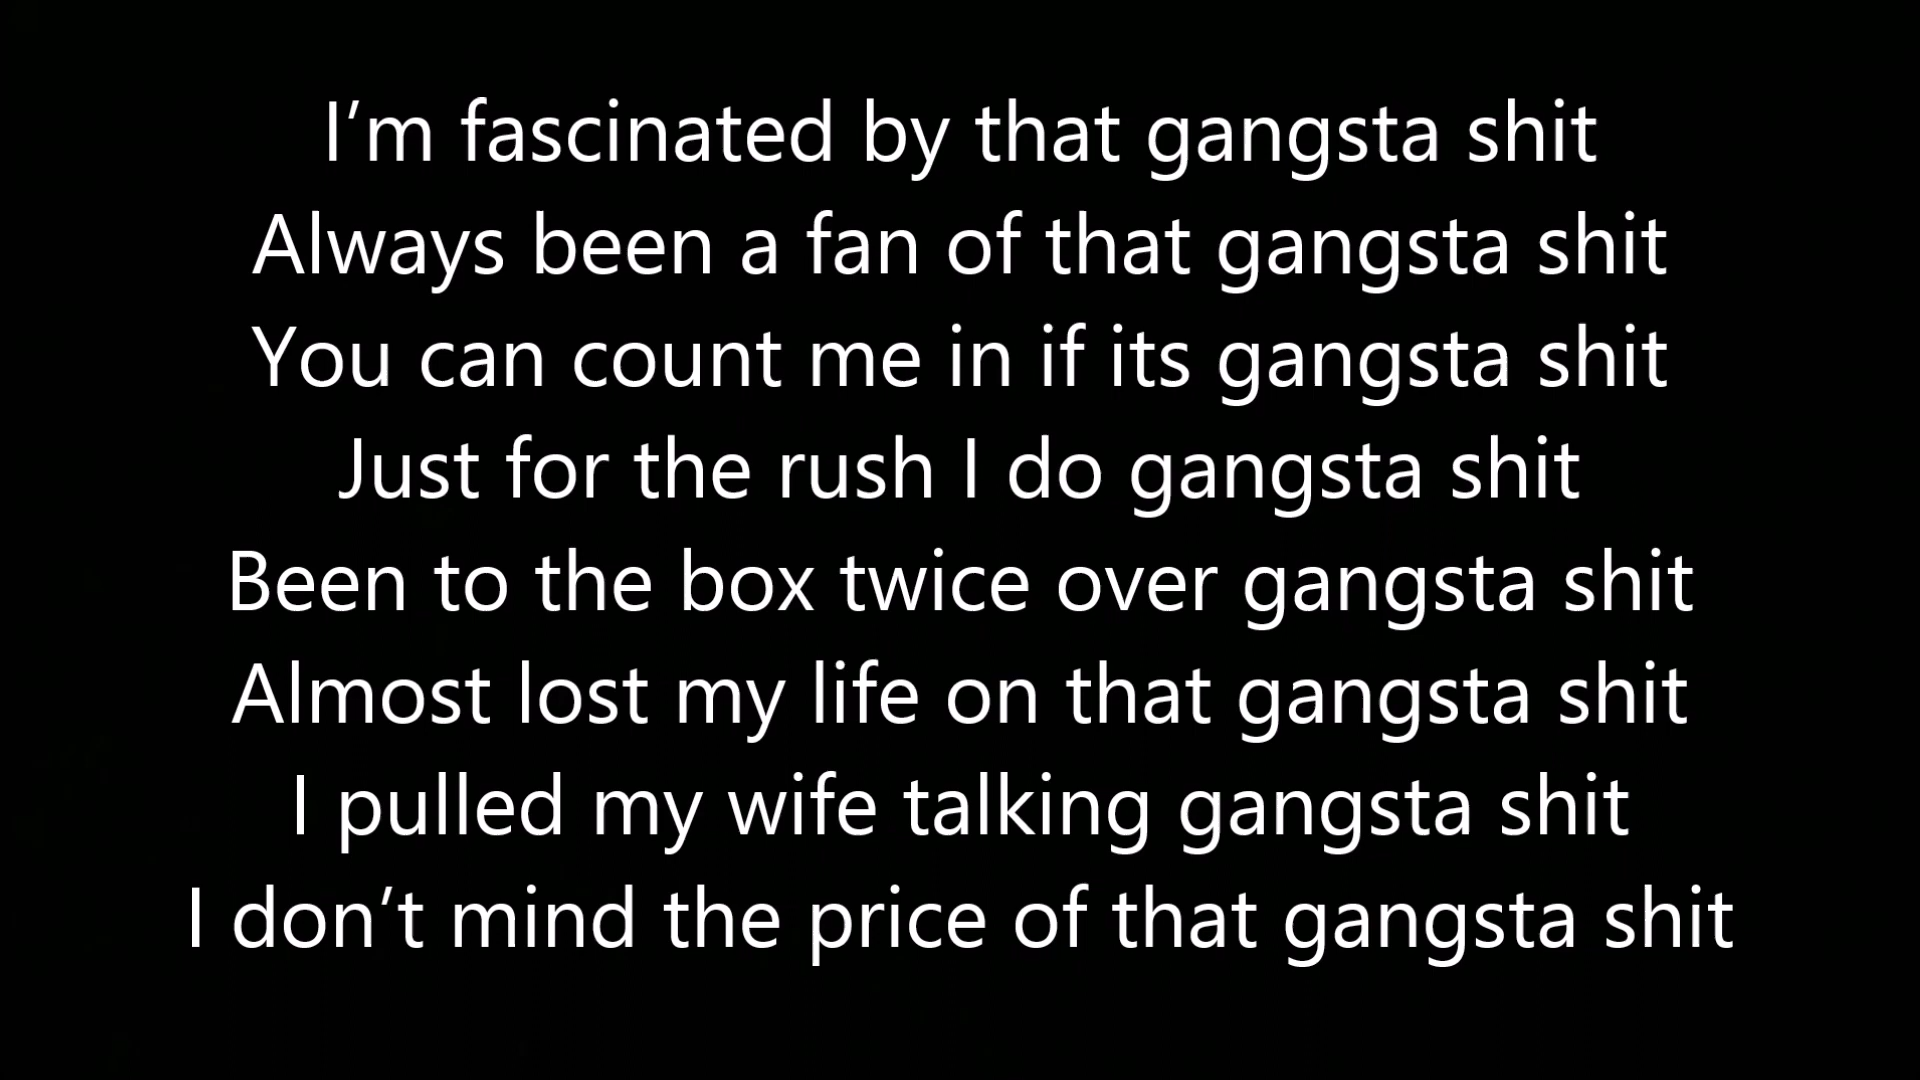 I’m fascinated by that gangsta shit
Always been a fan of that gangsta shit
You can count me in if its gangsta shit
Just for the rush I do gangsta shit
Been to the box twice over gangsta shit
Almost lost my life on that gangsta shit
I pulled my wife talking gangsta shit
I don’t mind the price of that gangsta shit